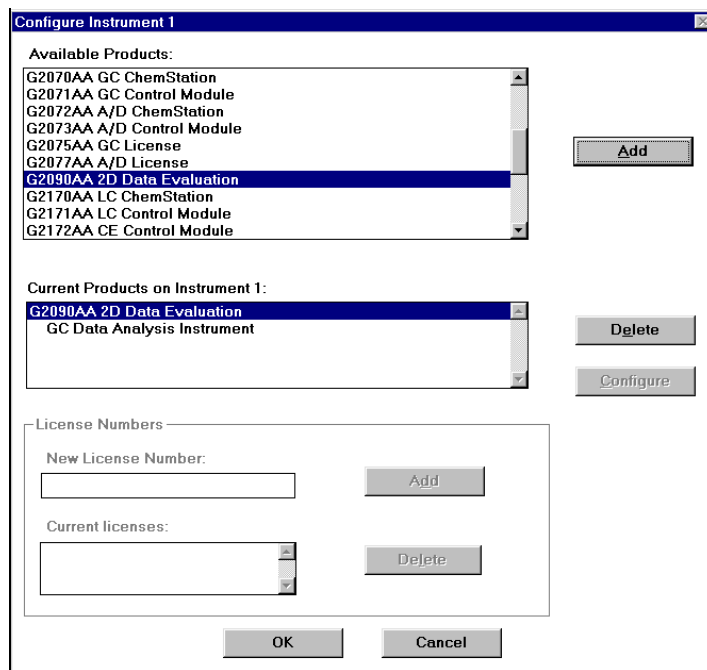 Configure Instrument 1
Available Products:
G2070AA GC ChemStation
G2071AA GC Control Module
G2072AA A/D ChemStation
G2073AA A/D Control Module
G2075AA GC License
G2077AA A/D License
G2090AA 2D Data Evaluation
G2170AA LC ChemStation
G2171AA LC Control Module
G2172AA CE Control Module
Add
Current Products on Instrument 1:
G2090AA 2D Data Evaluation
GC Data Analysis Instrument
Delete
Configure
License Numbers
New License Number:
Add
Current licenses:
Delete
OK
Cancel